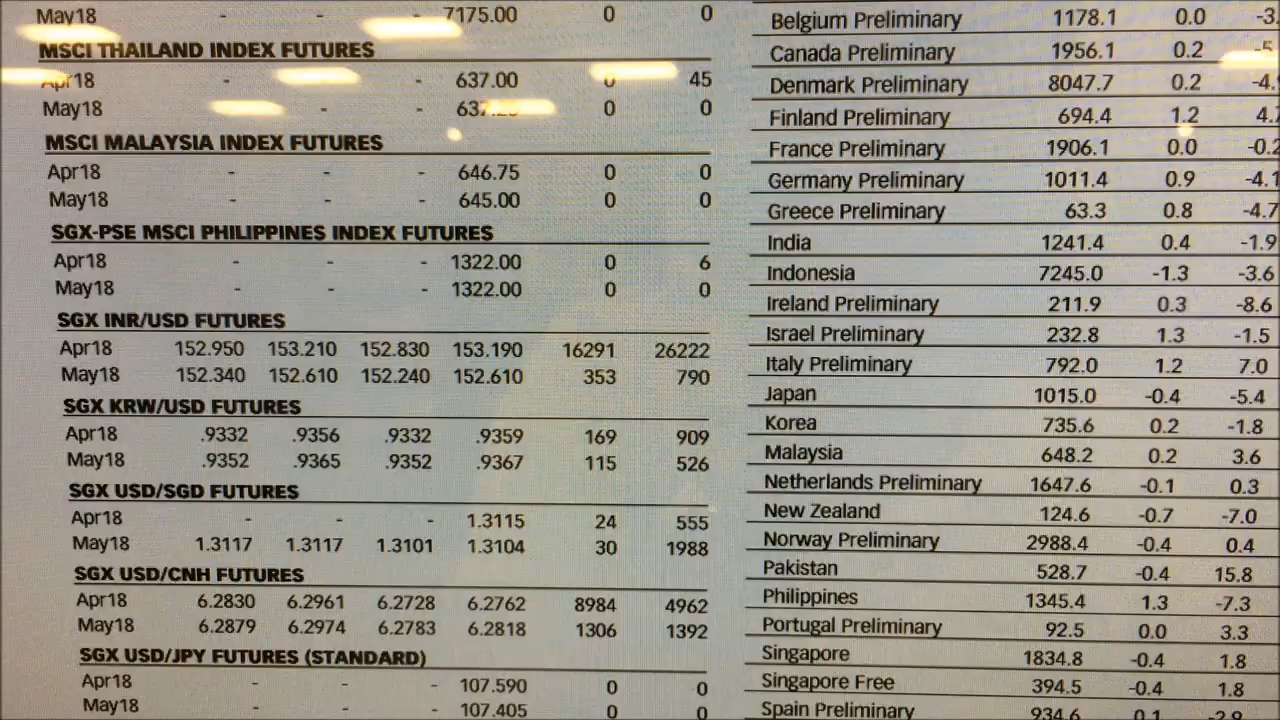 May18 - - 7175.00 0 0
MSCI THAILAND INDEX FUTURES
Apr18 - - 637.00 0 45
May18 - - 0 0
MSCI MALAYSIA INDEX FUTURES
Apr18 - - - 646.75 0 0
May18 - - - 645.00 0 0
SGX-PSE MSCI PHILIPPINES INDEX FUTURES
Apr18 - - - 1322.00 0 6
May18 - - - 1322.00 0 0
SGX INR/USD FUTURES
Apr18 152.950 153.210 152.830 153.190 16291 26222
May18 152.340 152.610 152.240 152.610 353 790
SGX KRW/USD FUTURES
Apr18 .9332 .9356 .9332 .9359 169 909
May18 .9352 .9365 .9352 .9367 115 526
SGX USD/SGD FUTURES
Apr18 - - - 1.3115 24 555
May18 1.3117 1.3117 1.3101 1.3104 30 1988
SGX USD/CNH FUTURES
Apr18 6.2830 6.2961 6.2728 6.2762 8984 4962
May18 6.2879 6.2974 6.2783 6.2818 1306 1392
SGX USD/JPY FUTURES (STANDARD)
Apr18 - - - 107.590 0 0
May18 - - - 107.405 0 0
Belgium Preliminary 1178.1 0.0 -3
Canada Preliminary 1956.1 0.2 -5
Denmark Preliminary 8047.7 0.2 -4.
Finland Preliminary 694.4 1.2 4.7
France Preliminary 1906.1 0.0 -0.2
Germany Preliminary 1011.4 0.9 -4.1
Greece Preliminary 63.3 0.8 -4.7
India 1241.4 0.4 -1.9
Indonesia 7245.0 -1.3 -3.6
Ireland Preliminary 211.9 0.3 -8.6
Israel Preliminary 232.8 1.3 -1.5
Italy Preliminary 792.0 1.2 7.0
Japan 1015.0 -0.4 -5.4
Korea 735.6 0.2 -1.8
Malaysia 648.2 0.2 3.6
Netherlands Preliminary 1647.6 -0.1 0.3
New Zealand 124.6 -0.7 -7.0
Norway Preliminary 2988.4 -0.4 0.4
Pakistan 528.7 -0.4 15.8
Philippines 1345.4 1.3 -7.3
Portugal Preliminary 92.5 0.0 3.3
Singapore 1834.8 -0.4 1.8
Singapore Free 394.5 -0.4 1.8
Spain Preliminary 934.6 0.1 -2.9